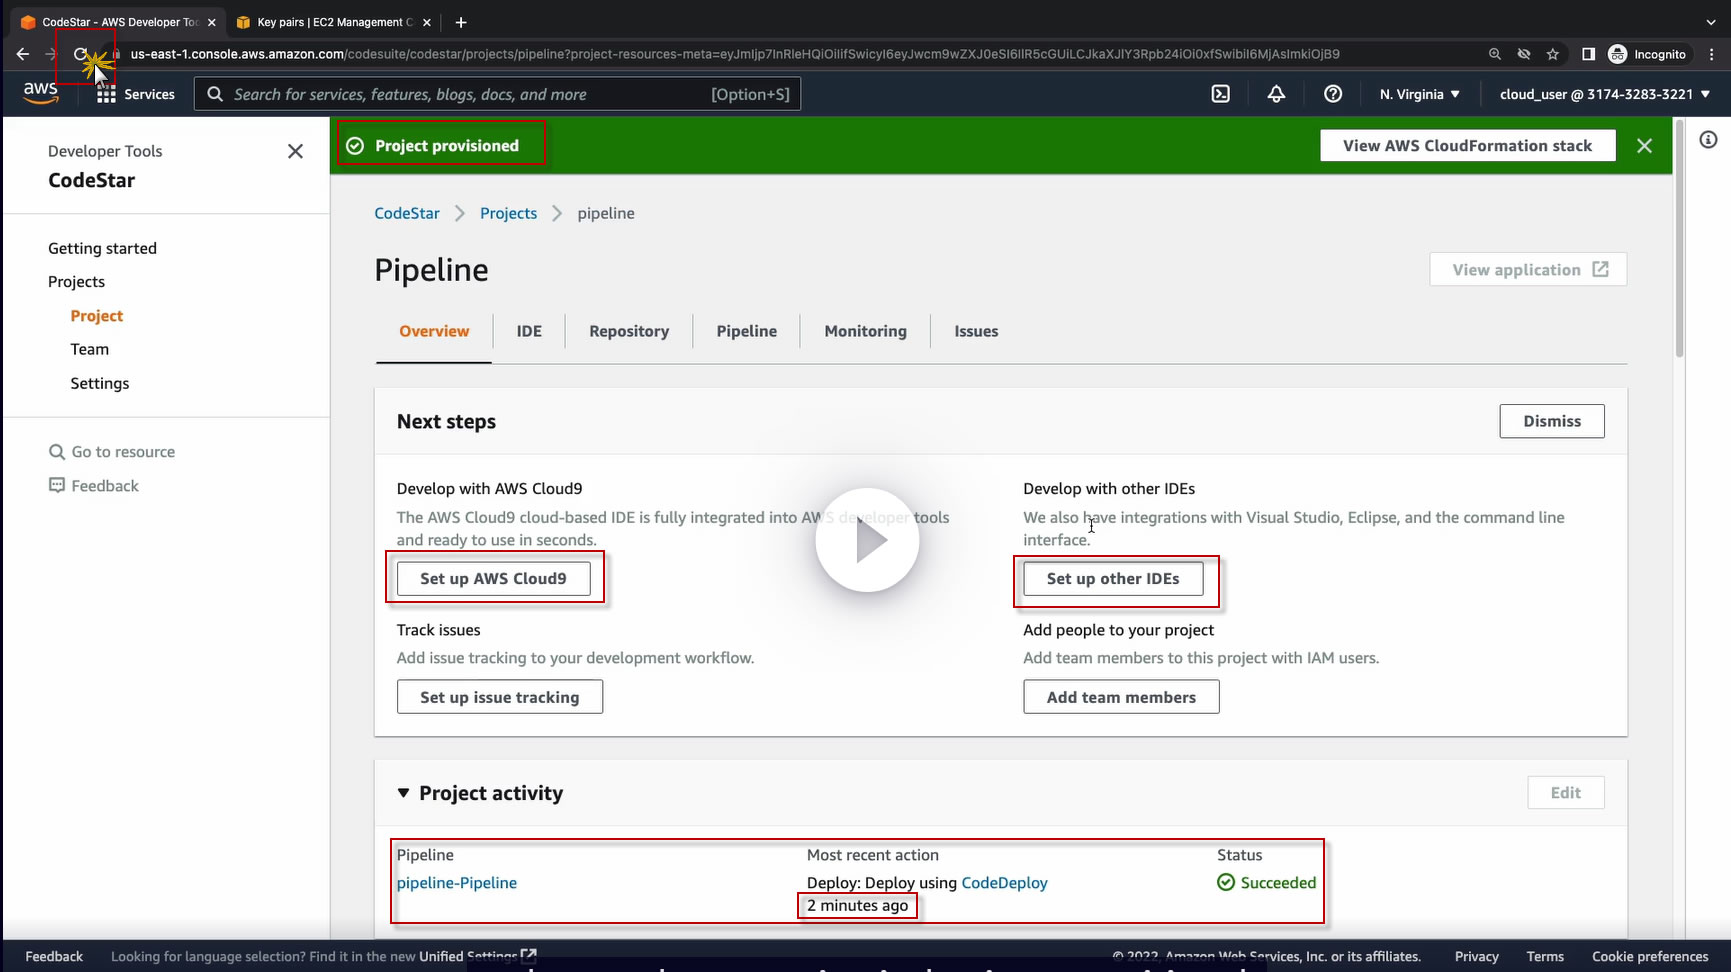 CodeStar - AWS Developer Too
Key pairs | EC2 Management C
us-east-1.console.aws.amazon.com/codesuite/codestar/projects/pipeline?project-resources-meta=
Incognito
aws
Services
Search for services, features, blogs, docs, and more
[Option+S]
N. Virginia
cloud_user @ 3174-3283-3221
Developer Tools
CodeStar
Getting started
Projects
Project
Team
Settings
Go to resource
Feedback
Project provisioned
View AWS CloudFormation stack
CodeStar
Projects
pipeline
Pipeline
View application
Overview
IDE
Repository
Pipeline
Monitoring
Issues
Next steps
Dismiss
Develop with AWS Cloud9
The AWS Cloud9 cloud-based IDE is fully integrated into AWS developer tools
and ready to use in seconds.
Set up AWS Cloud9
Develop with other IDEs
We also have integrations with Visual Studio, Eclipse, and the command line
interface.
Set up other IDEs
Track issues
Add issue tracking to your development workflow.
Set up issue tracking
Add people to your project
Add team members to this project with IAM users.
Add team members
Project activity
Edit
Pipeline
Most recent action
Status
pipeline-Pipeline
Deploy: Deploy using CodeDeploy
Succeeded
2 minutes ago
Feedback
Looking for language selection? Find it in the new Unified Settings
© 2022, Amazon Web Services, Inc. or its affiliates.
Privacy
Terms
Cookie preferences